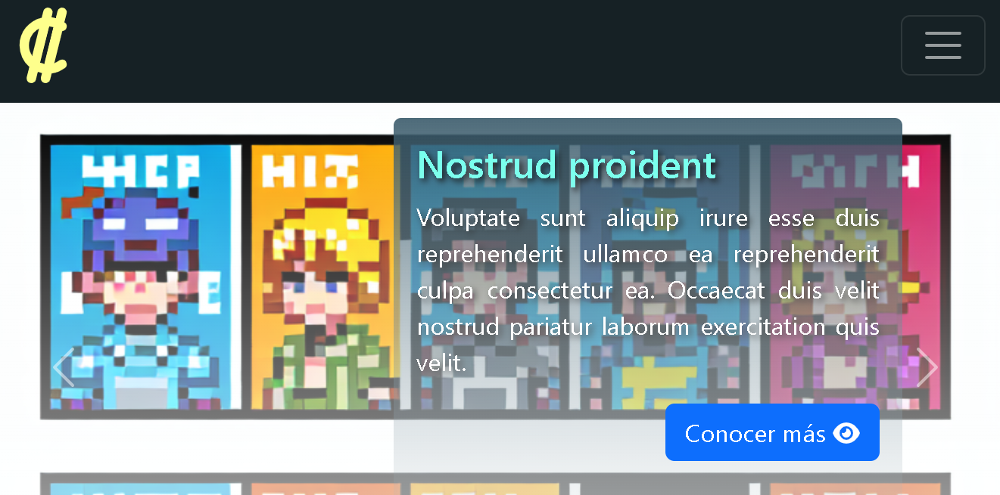 ₡
Nostrud proident
Voluptate sunt aliquip irure esse duis
reprehenderit ullamco ea reprehenderit
culpa consectetur ea. Occaecat duis velit
nostrud pariatur laborum exercitation quis
velit.
Conocer más